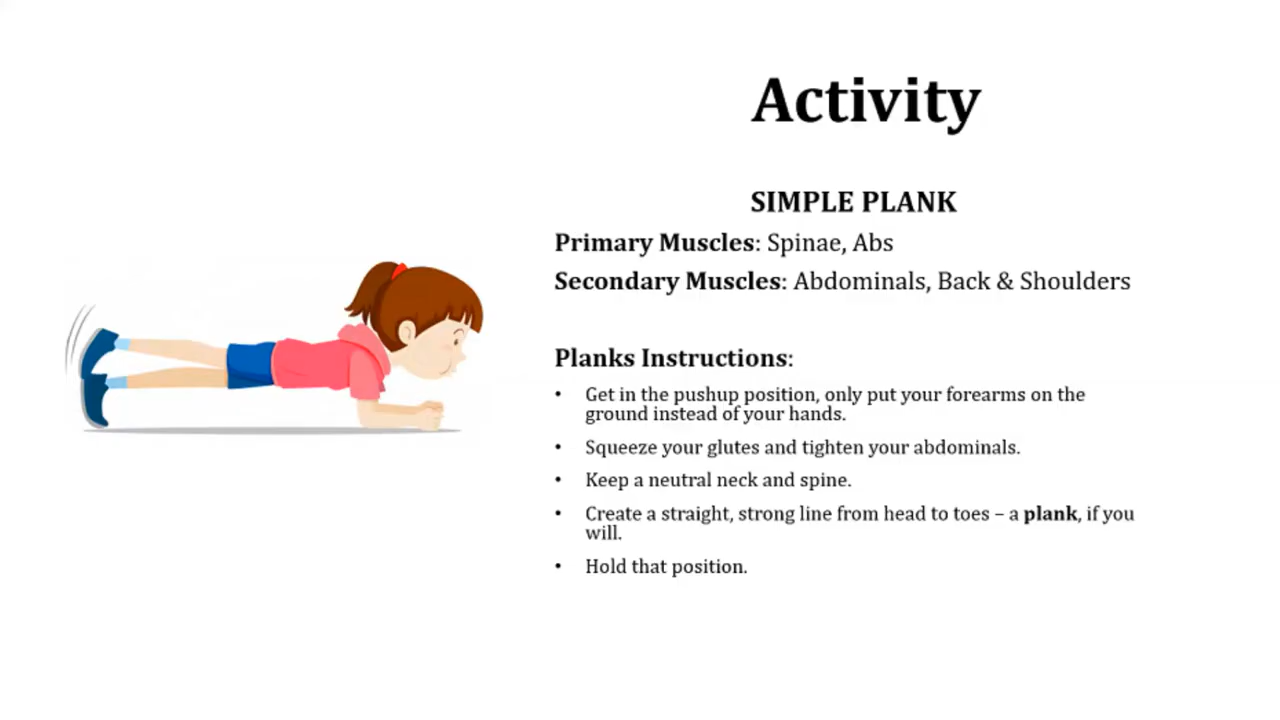 Activity
SIMPLE PLANK
Primary Muscles: Spinae, Abs
Secondary Muscles: Abdominals, Back & Shoulders
Planks Instructions:
• Get in the pushup position, only put your forearms on the
ground instead of your hands.
• Squeeze your glutes and tighten your abdominals.
• Keep a neutral neck and spine.
• Create a straight, strong line from head to toes – a plank, if you
will.
• Hold that position.